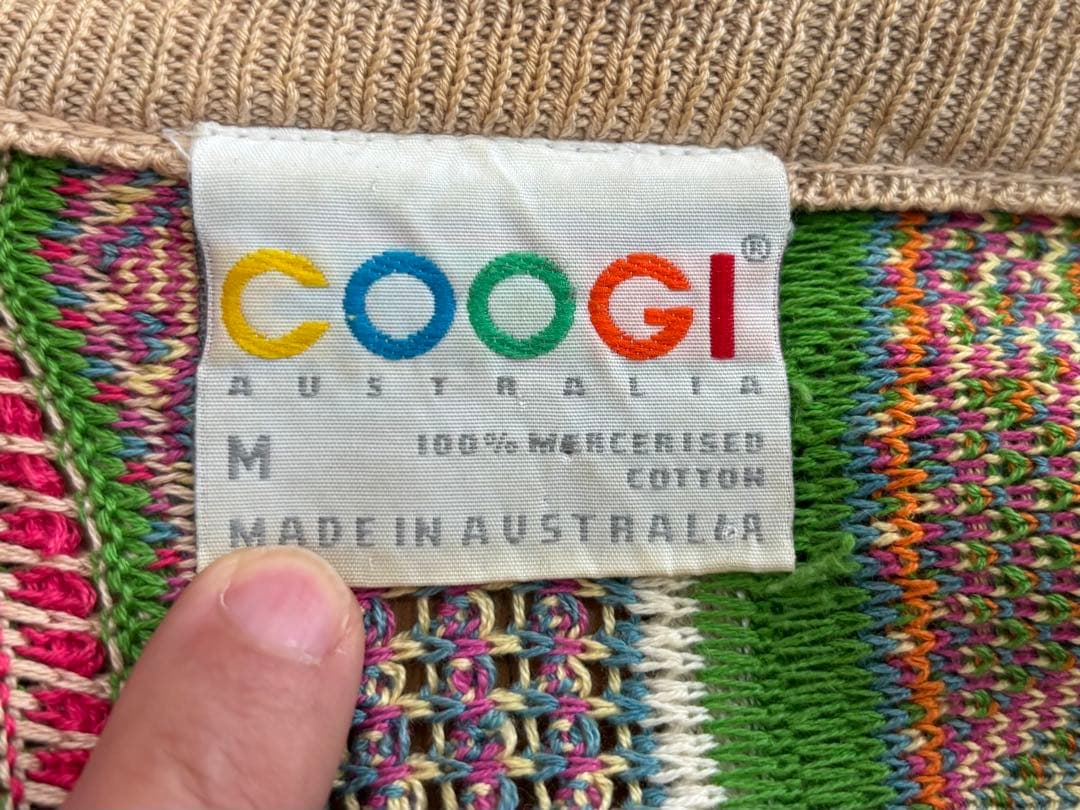 COOGI®
AUSTRALIA
M
100% MERCERISED
COTTON
MADE IN AUSTRALIA